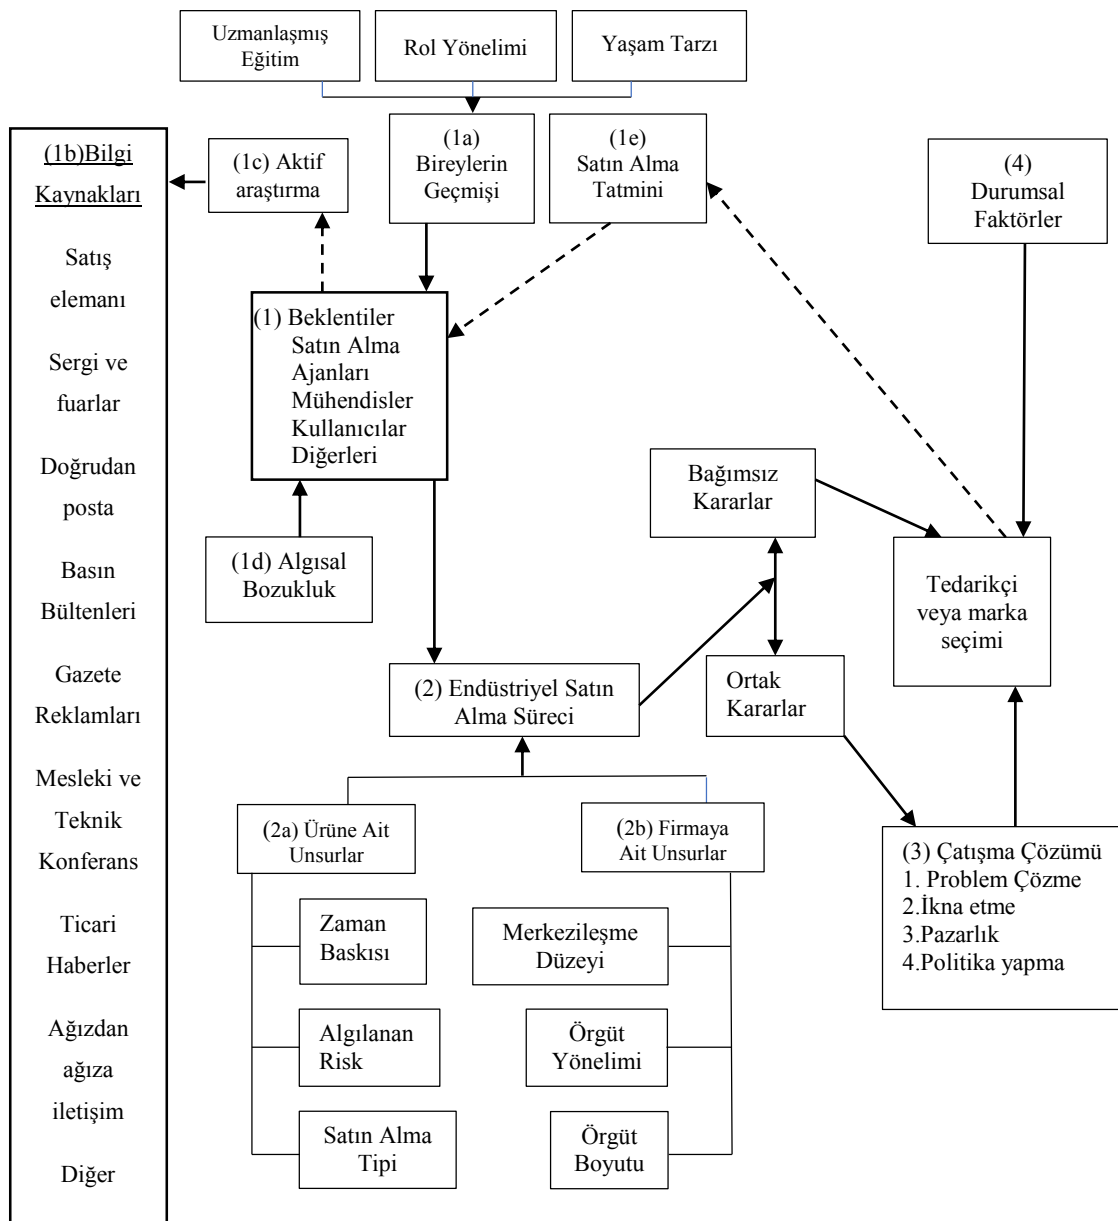 Uzmanlaşmış
Eğitim
Rol Yönelimi
Yaşam Tarzı
(1b)Bilgi
Kaynakları
Satış
elemanı
Sergi ve
fuarlar
Doğrudan
posta
Basın
Bültenleri
Gazete
Reklamları
Mesleki ve
Teknik
Konferans
Ticari
Haberler
Ağızdan
ağıza
iletişim
Diğer
(1c) Aktif
araştırma
(1a)
Bireylerin
Geçmişi
(1e)
Satın Alma
Tatmini
(4)
Durumsal
Faktörler
(1) Beklentiler
Satın Alma
Ajanları
Mühendisler
Kullanıcılar
Diğerleri
(1d) Algısal
Bozukluk
Bağımsız
Kararlar
Tedarikçi
veya marka
seçimi
(2) Endüstriyel Satın
Alma Süreci
Ortak
Kararlar
(2a) Ürüne Ait
Unsurlar
(2b) Firmaya
Ait Unsurlar
(3) Çatışma Çözümü
1. Problem Çözme
2.İkna etme
3.Pazarlık
4.Politika yapma
Zaman
Baskısı
Merkezileşme
Düzeyi
Algılanan
Risk
Örgüt
Yönelimi
Satın Alma
Tipi
Örgüt
Boyutu